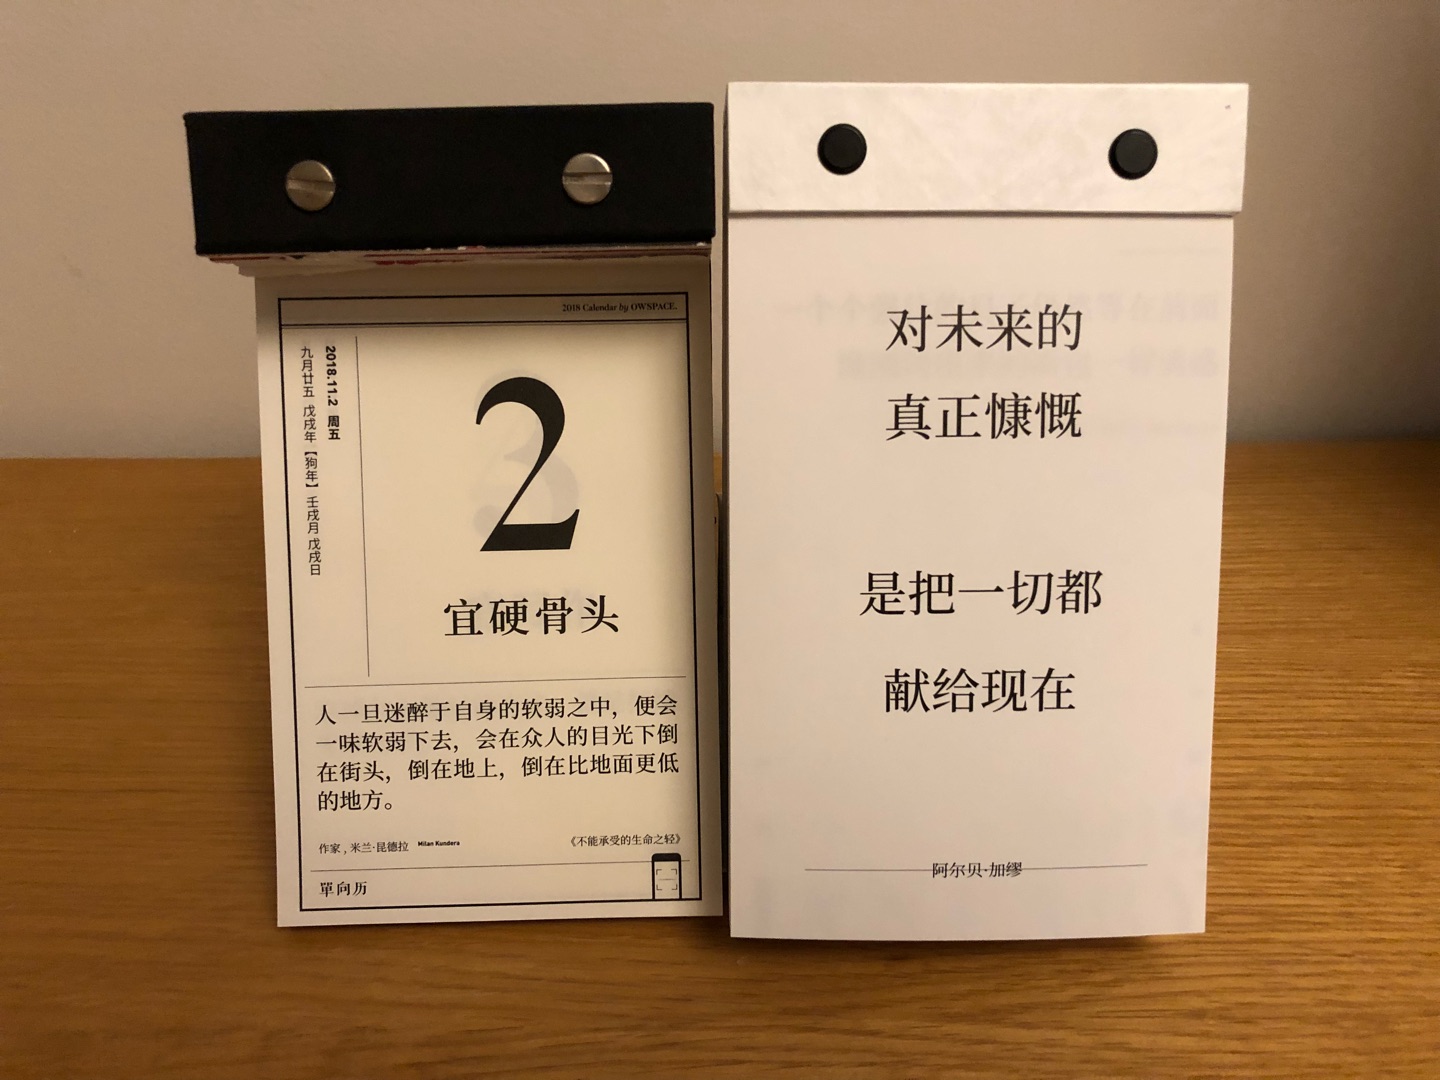 2018 Calendar by OWSPACE.
2018.11.2 周五
九月廿五 戊戌年【狗年】壬戌月 戊戌日
2
宜硬骨头
人一旦迷醉于自身的软弱之中，便会
一味软弱下去，会在众人的目光下倒
在街头，倒在地上，倒在比地面更低
的地方。
作家，米兰·昆德拉 Milan Kundera
《不能承受的生命之轻》
單向历
对未来的
真正慷慨
是把一切都
献给现在
阿尔贝·加缪